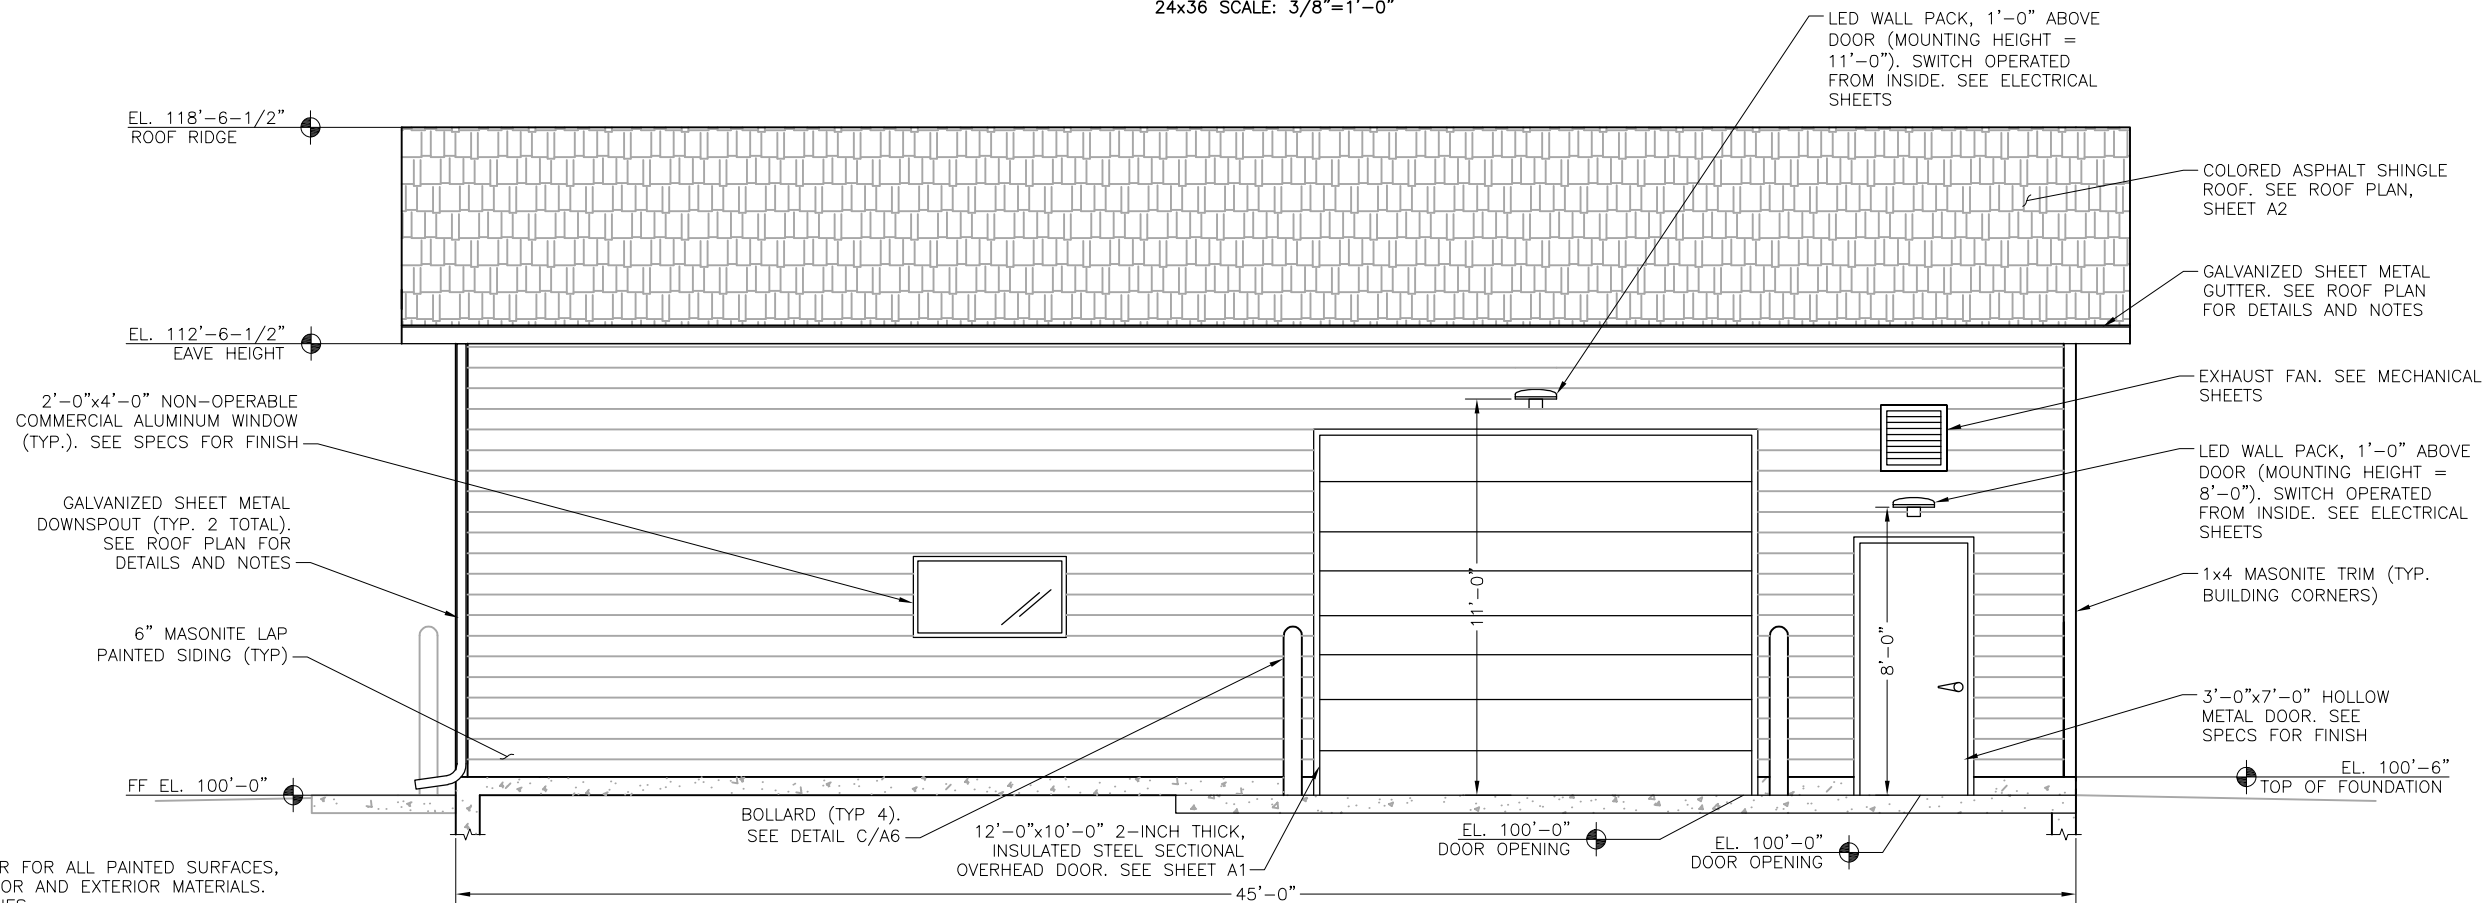 24x36 SCALE: 3/8"=1'-0"
LED WALL PACK, 1'-0" ABOVE
DOOR (MOUNTING HEIGHT =
11'-0"). SWITCH OPERATED
FROM INSIDE. SEE ELECTRICAL
SHEETS
EL. 118'-6-1/2"
ROOF RIDGE
COLORED ASPHALT SHINGLE
ROOF. SEE ROOF PLAN,
SHEET A2
GALVANIZED SHEET METAL
GUTTER. SEE ROOF PLAN
FOR DETAILS AND NOTES
EL. 112'-6-1/2"
EAVE HEIGHT
EXHAUST FAN. SEE MECHANICAL
SHEETS
2'-0"x4'-0" NON-OPERABLE
COMMERCIAL ALUMINUM WINDOW
(TYP.). SEE SPECS FOR FINISH
LED WALL PACK, 1'-0" ABOVE
DOOR (MOUNTING HEIGHT =
8'-0"). SWITCH OPERATED
FROM INSIDE. SEE ELECTRICAL
SHEETS
GALVANIZED SHEET METAL
DOWNSPOUT (TYP. 2 TOTAL).
SEE ROOF PLAN FOR
DETAILS AND NOTES
11'-0"
8'-0"
1x4 MASONITE TRIM (TYP.
BUILDING CORNERS)
6" MASONITE LAP
PAINTED SIDING (TYP)
3'-0"x7'-0" HOLLOW
METAL DOOR. SEE
SPECS FOR FINISH
FF EL. 100'-0"
EL. 100'-6"
TOP OF FOUNDATION
BOLLARD (TYP 4).
SEE DETAIL C/A6
12'-0"x10'-0" 2-INCH THICK,
INSULATED STEEL SECTIONAL
OVERHEAD DOOR. SEE SHEET A1
EL. 100'-0"
DOOR OPENING
EL. 100'-0"
DOOR OPENING
R FOR ALL PAINTED SURFACES,
OR AND EXTERIOR MATERIALS.
45'-0"